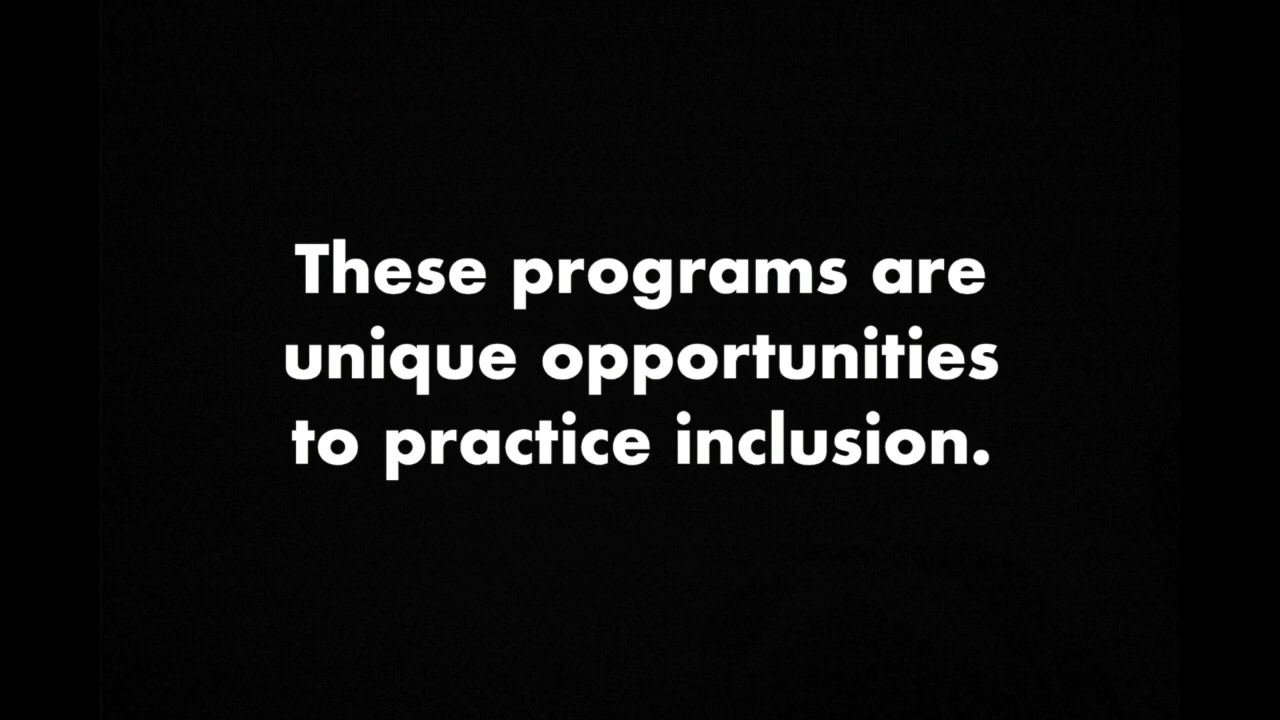 These programs are
unique opportunities
to practice inclusion.